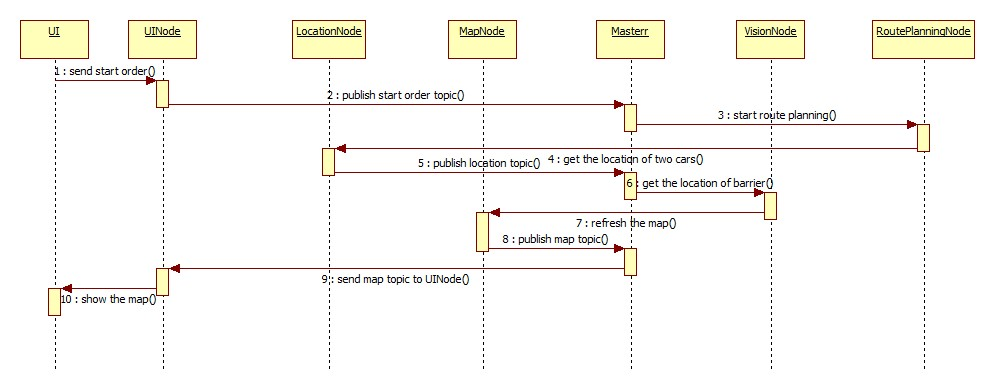 UI
UINode
LocationNode
MapNode
Masterr
VisionNode
RoutePlanningNode
1 : send start order()
2 : publish start order topic()
3 : start route planning()
4 : get the location of two cars()
5 : publish location topic()
6 : get the location of barrier()
7 : refresh the map()
8 : publish map topic()
9 : send map topic to UINode()
10 : show the map()